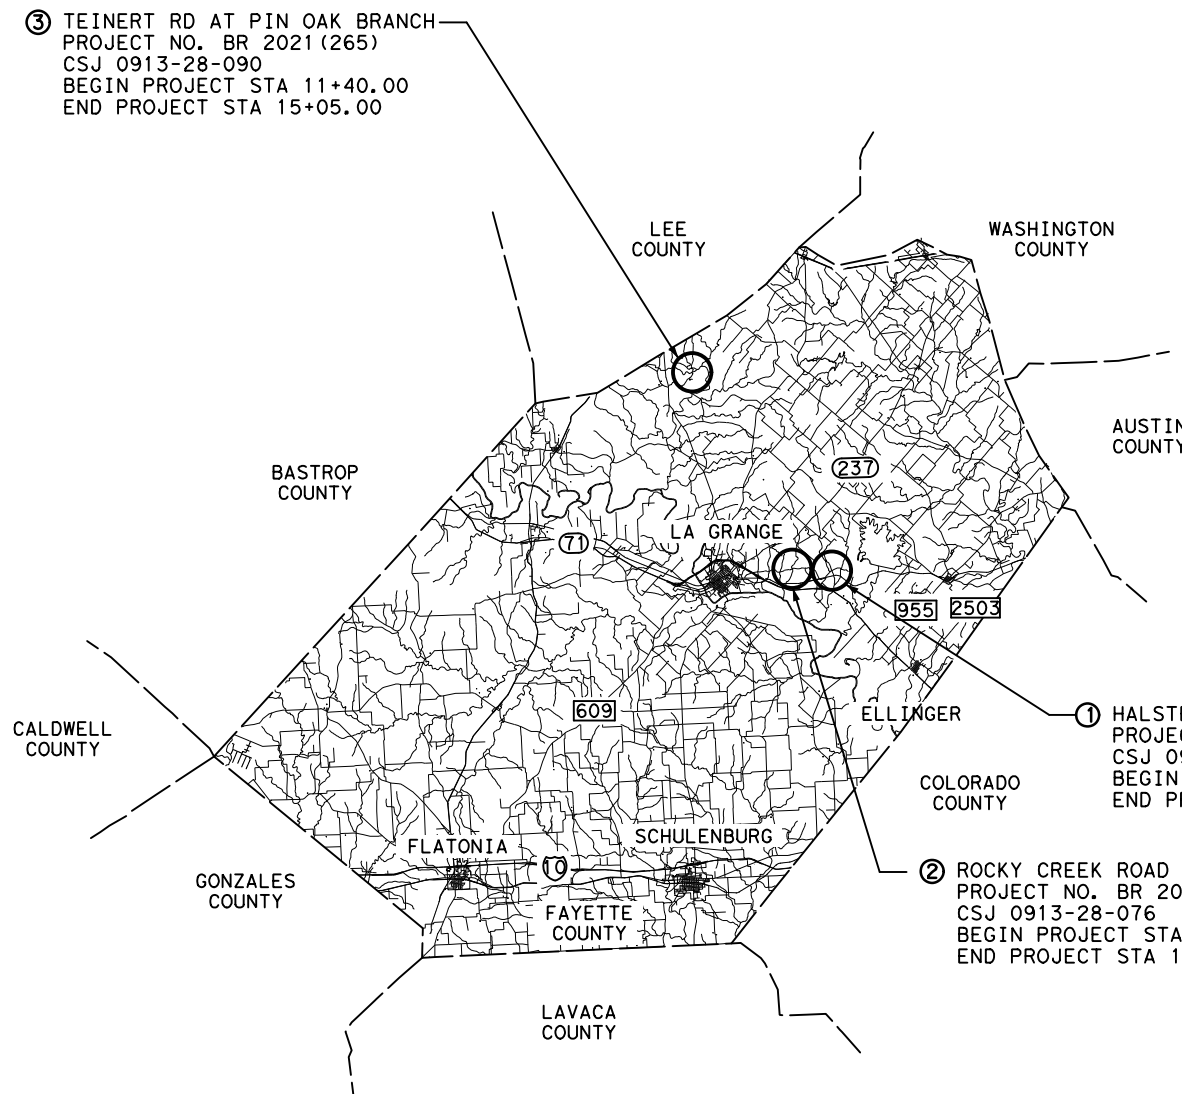 ③ TEINERT RD AT PIN OAK BRANCH
PROJECT NO. BR 2021(265)
CSJ 0913-28-090
BEGIN PROJECT STA 11+40.00
END PROJECT STA 15+05.00
LEE
COUNTY
WASHINGTON
COUNTY
AUSTIN
COUNTY
BASTROP
COUNTY
237
LA GRANGE
71
955
2503
609
ELLINGER
CALDWELL
COUNTY
① 
PROJEC
CSJ 09
BEGIN
END
COLORADO
COUNTY
FLATONIA
SCHULENBURG
10
② ROCKY CREEK ROAD
PROJECT NO. BR 20
CSJ 0913-28-076
BEGIN PROJECT STA
END PROJECT STA 1
GONZALES
COUNTY
FAYETTE
COUNTY
LAVACA
COUNTY